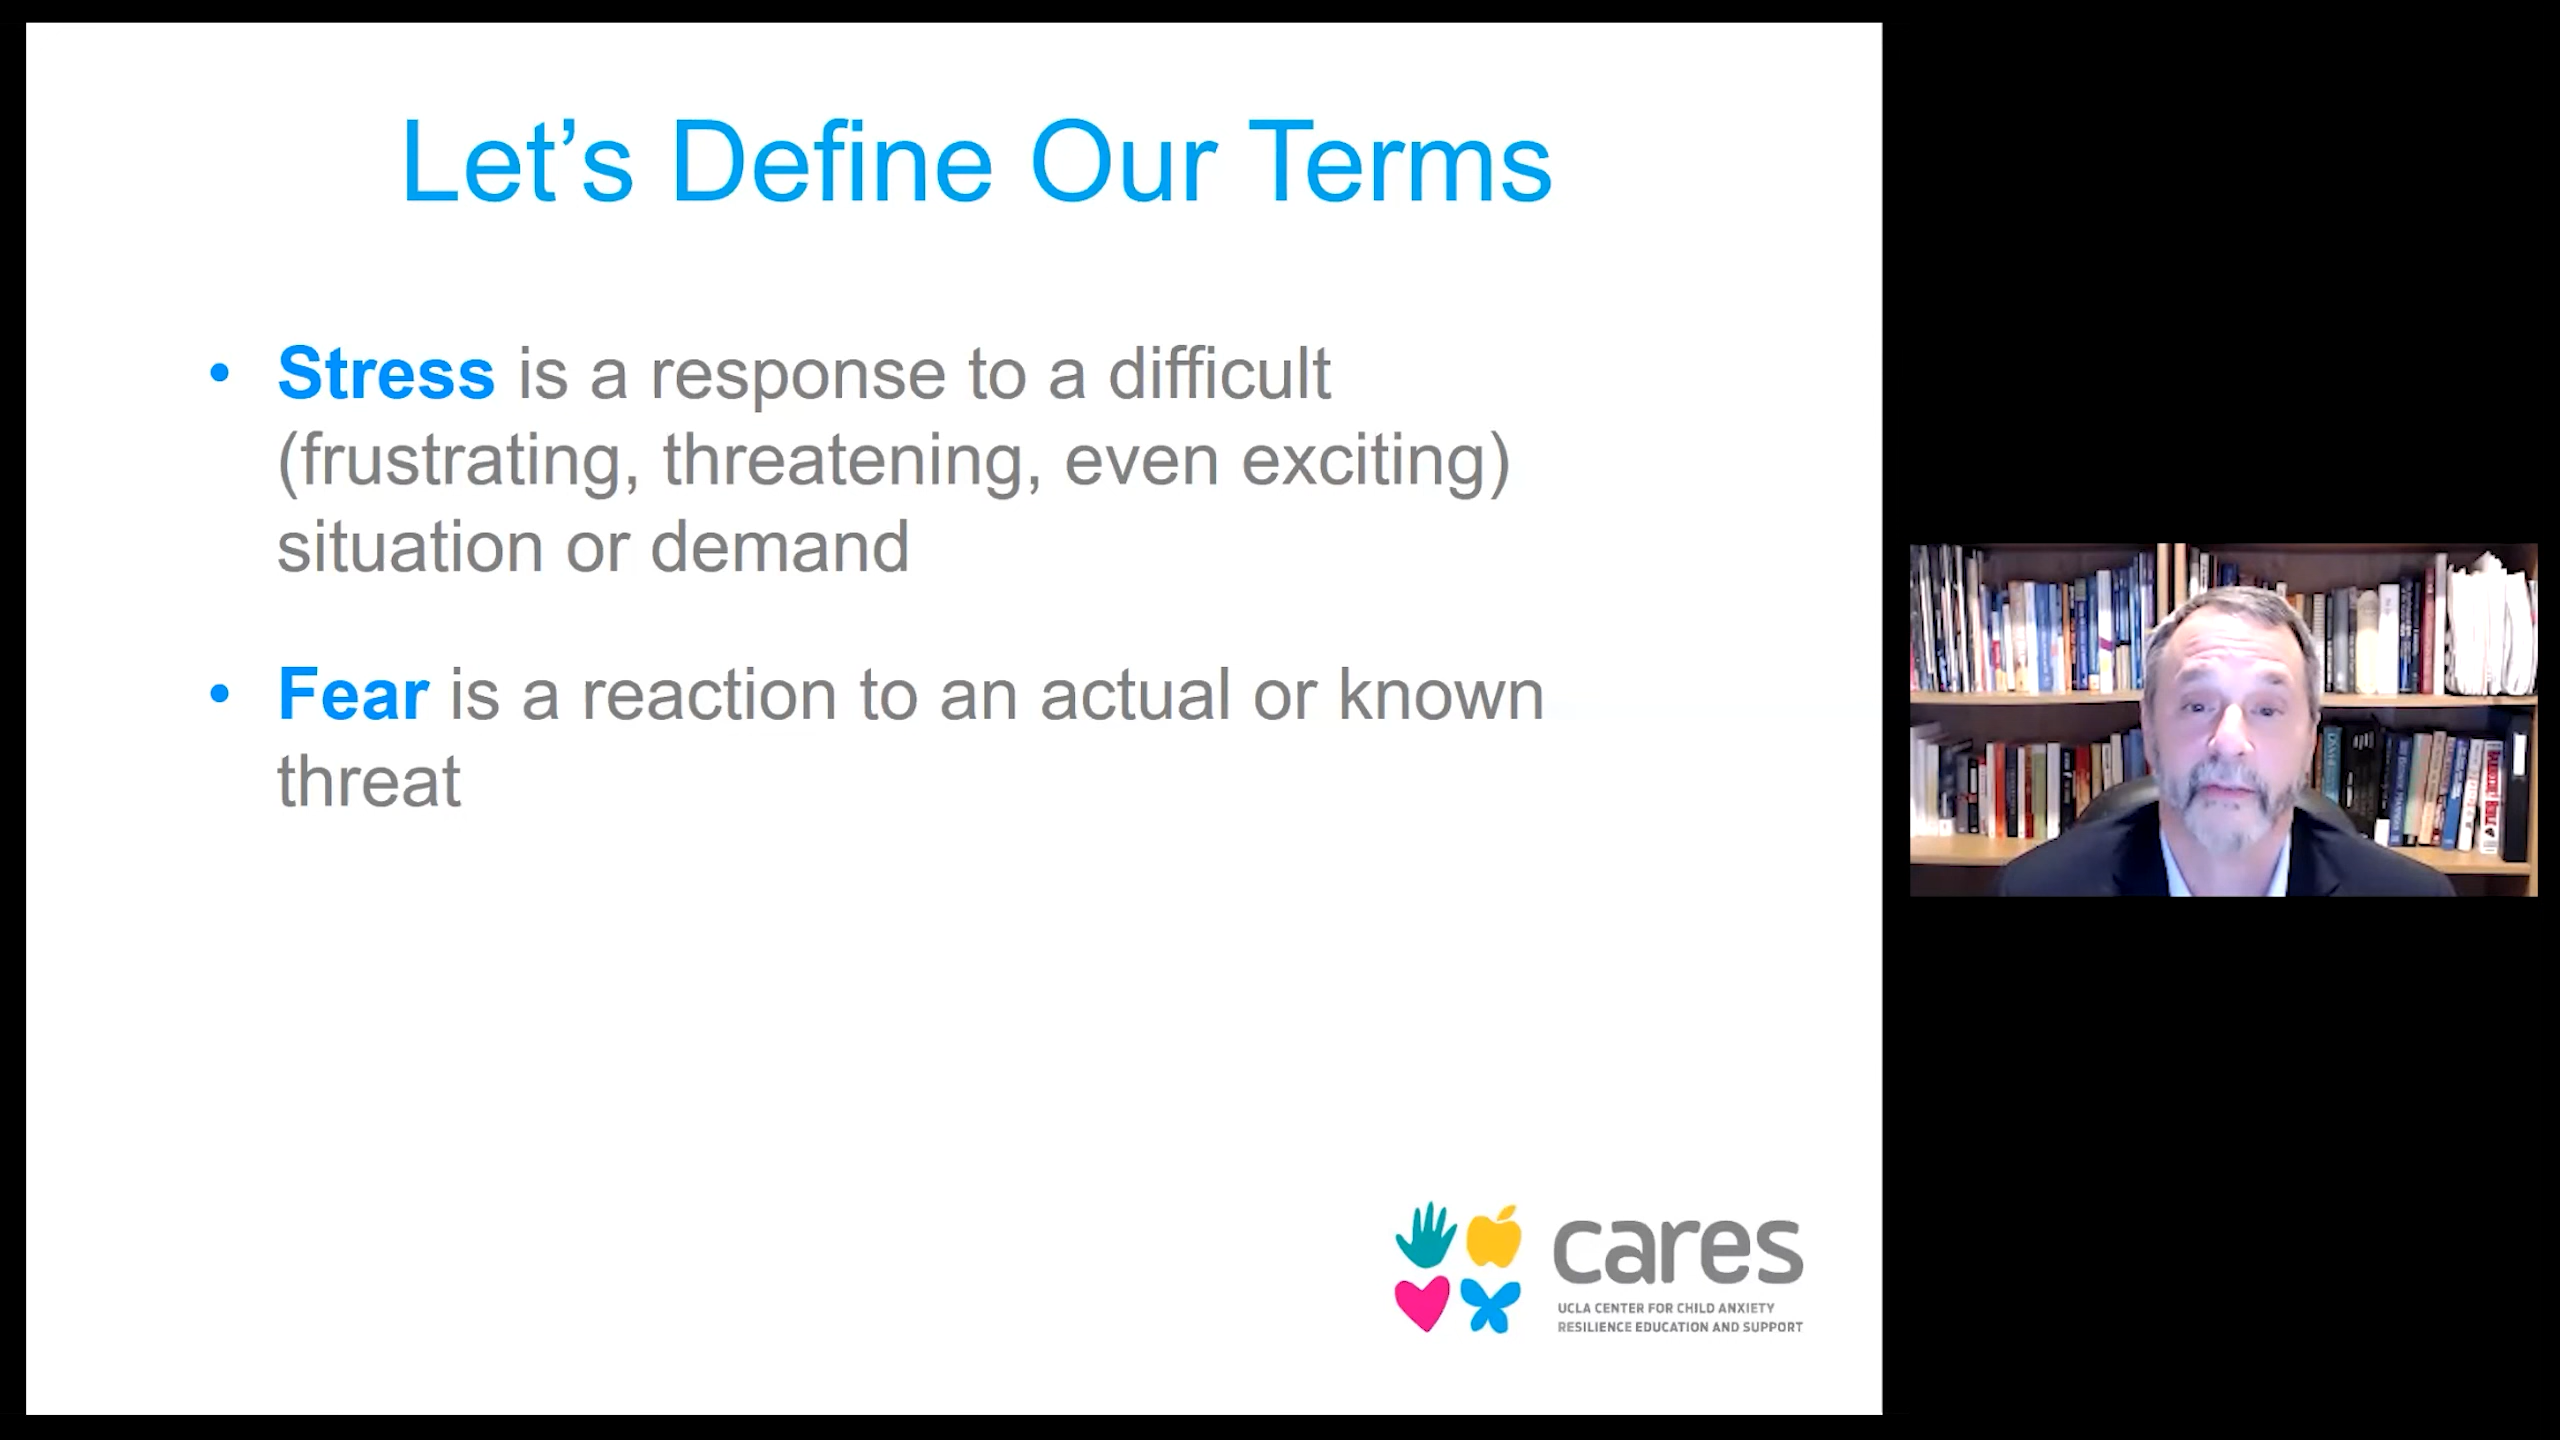 Let’s Define Our Terms
• Stress is a response to a difficult
(frustrating, threatening, even exciting)
situation or demand
• Fear is a reaction to an actual or known
threat
cares
UCLA CENTER FOR CHILD ANXIETY
RESILIENCE EDUCATION AND SUPPORT